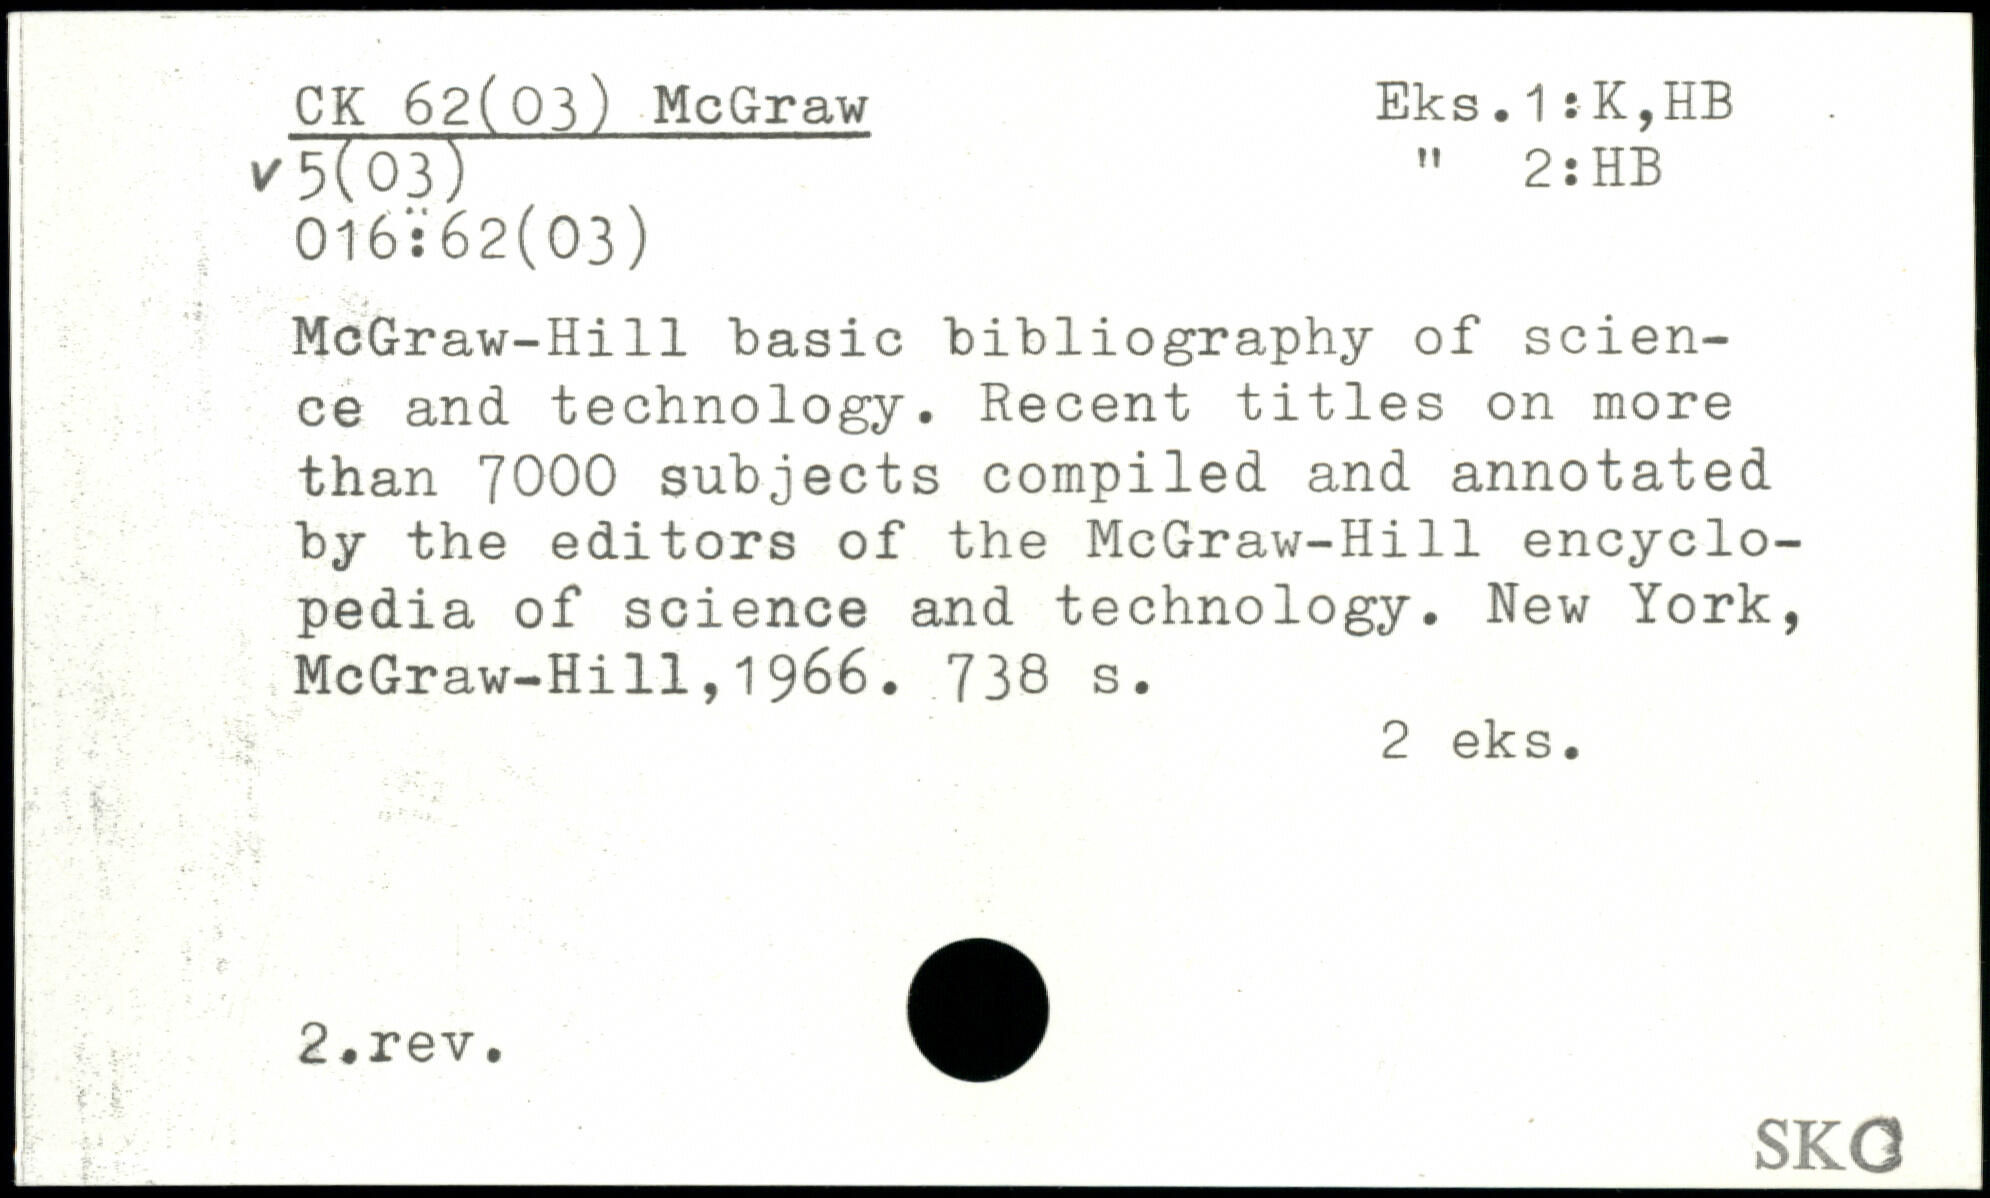 CK 62(03) McGraw Eks.1:K,HB
v 5(03) " 2:HB
016:62(03)
McGraw-Hill basic bibliography of scien-
ce and technology. Recent titles on more
than 7000 subjects compiled and annotated
by the editors of the McGraw-Hill encyclo-
pedia of science and technology. New York,
McGraw-Hill,1966. 738 s.
2 eks.
2.rev.